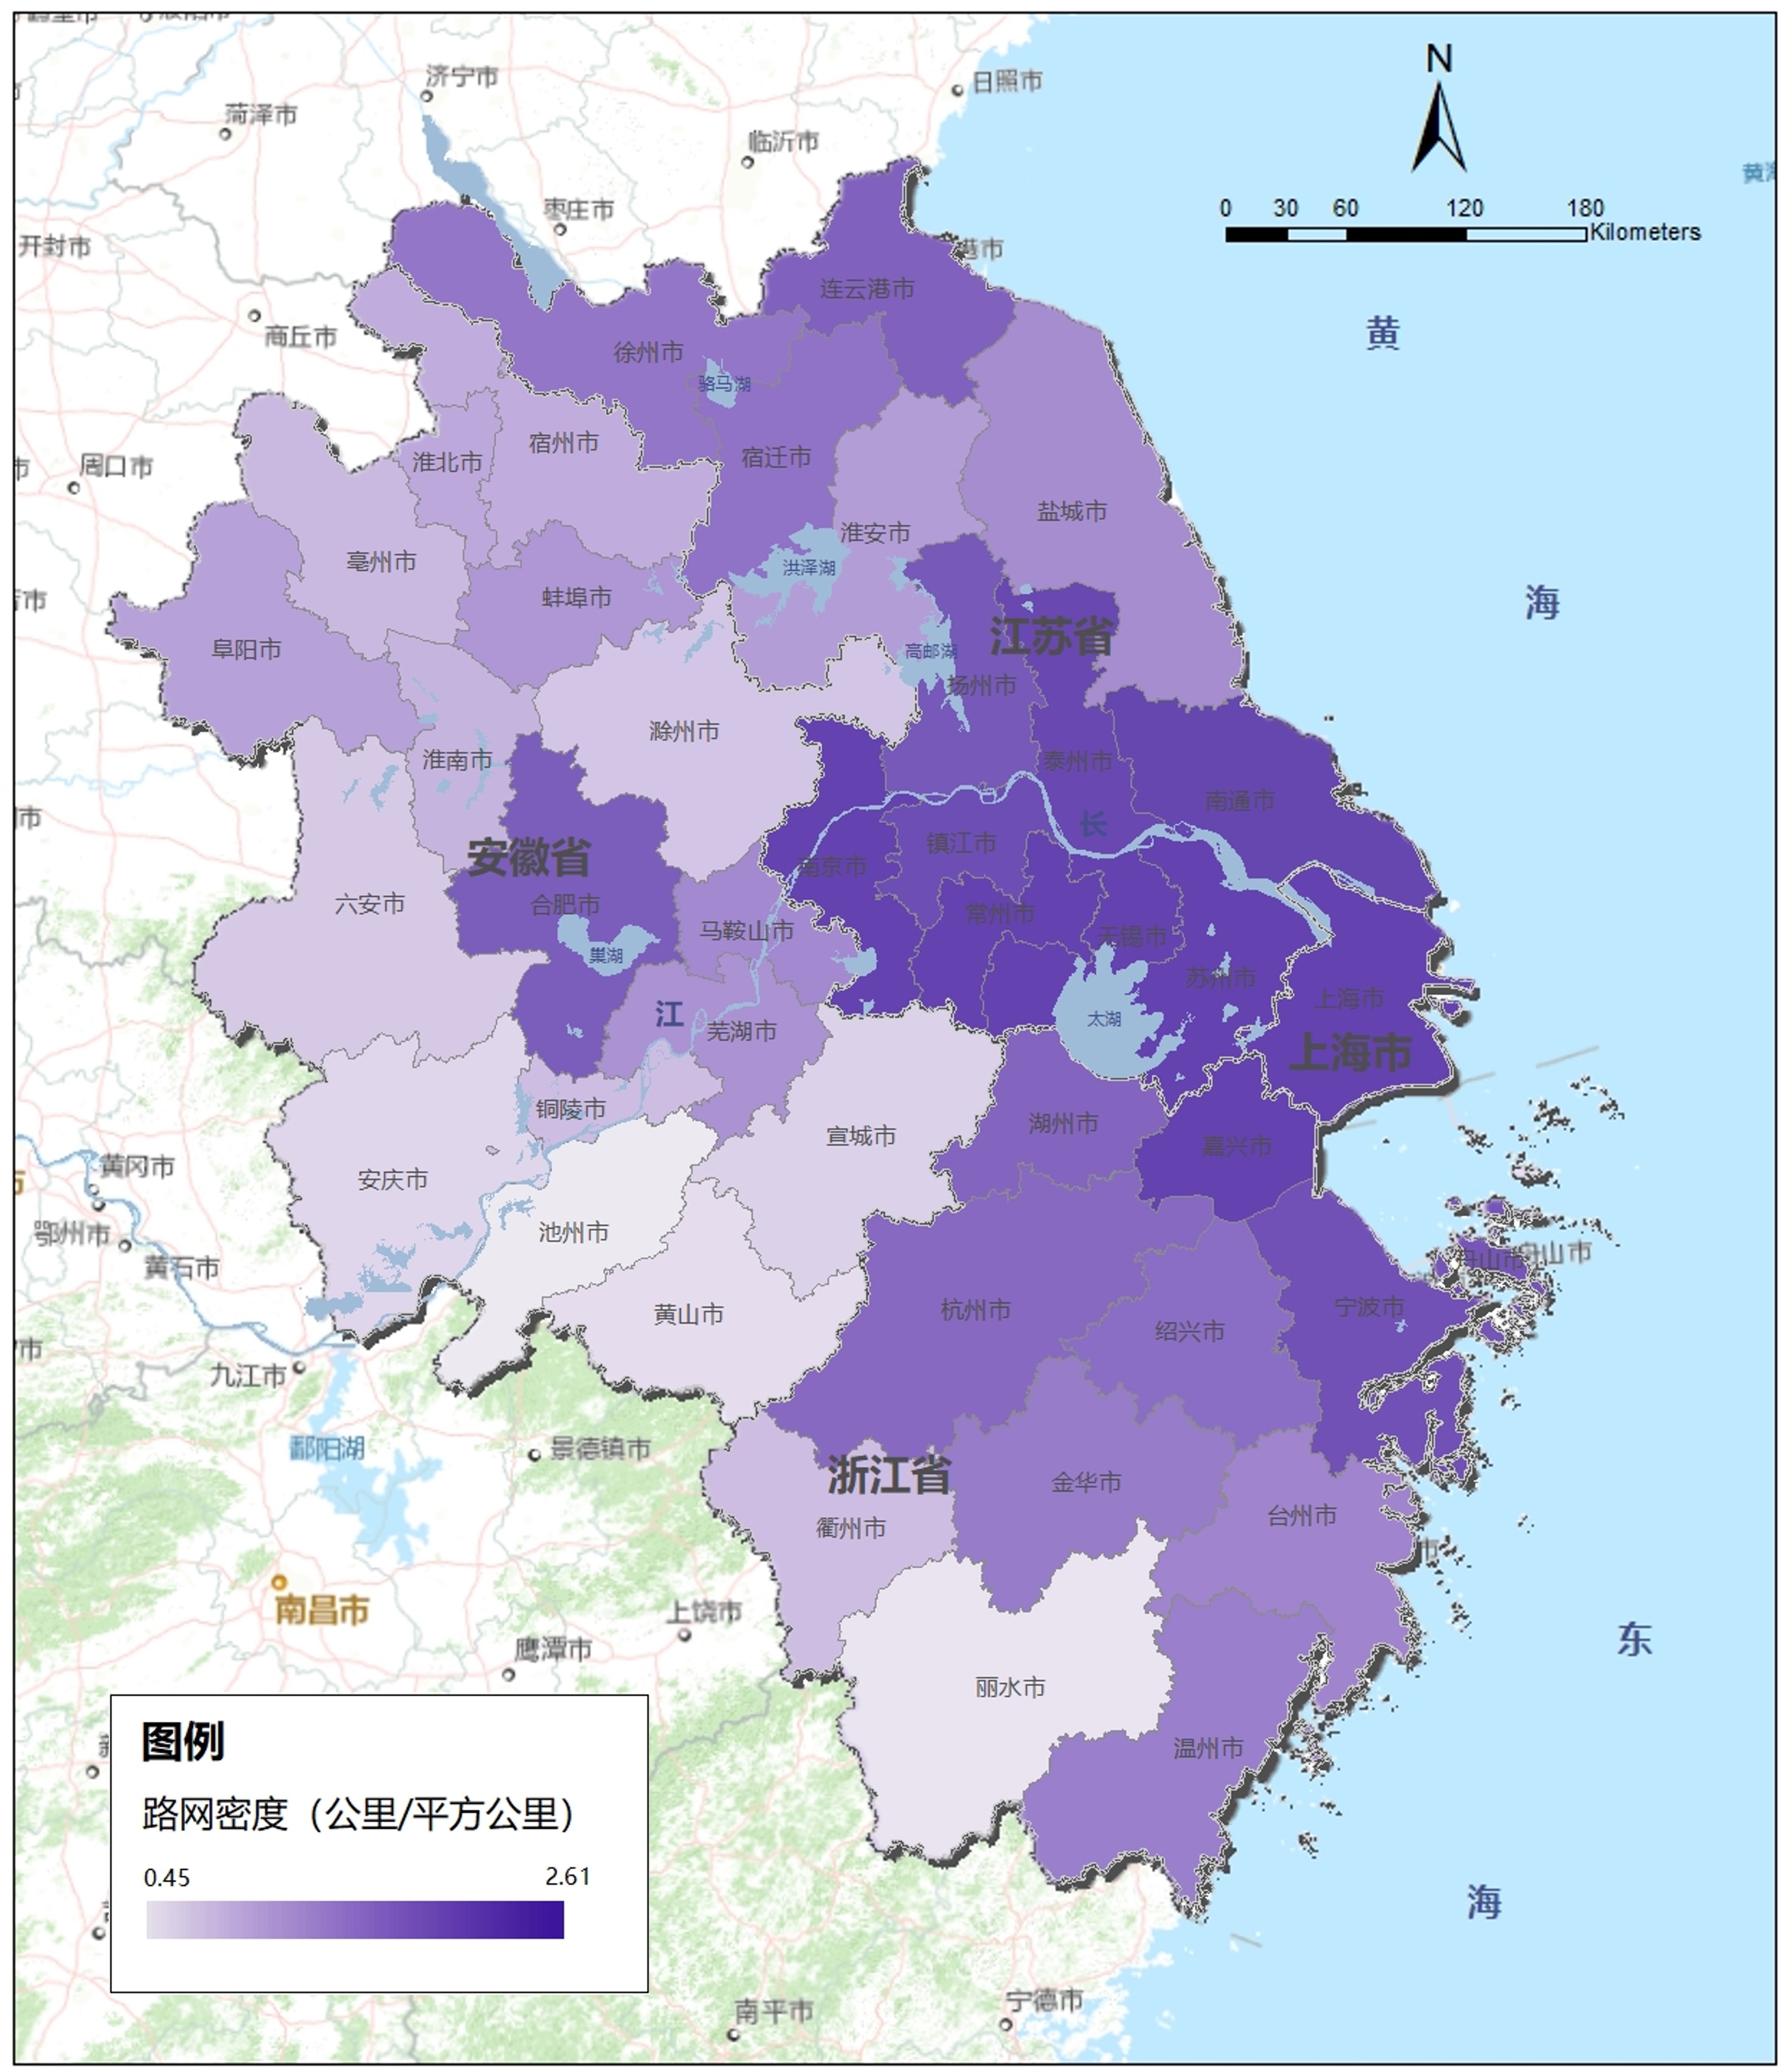 济宁市
菏泽市
日照市
临沂市
枣庄市
开封市
商丘市
周口市
N
0 30 60 120 180
Kilometers
港市
连云港市
徐州市
骆马湖
宿州市
淮北市
宿迁市
淮安市
盐城市
亳州市
蚌埠市
洪泽湖
阜阳市
江苏省
高邮湖
扬州市
滁州市
淮南市
泰州市
南通市
长
镇江市
南京市
安徽省
合肥市
六安市
常州市
马鞍山市
无锡市
巢湖
苏州市
上海市
上海市
江
芜湖市
太湖
铜陵市
湖州市
宣城市
嘉兴市
安庆市
池州市
黄冈市
鄂州市
黄石市
九江市
黄山市
杭州市
绍兴市
宁波市
舟山市
舟山市
鄱阳湖
景德镇市
浙江省
金华市
衢州市
台州市
市
南昌市
上饶市
鹰潭市
丽水市
温州市
黄
海
东
海
图例
路网密度（公里/平方公里）
0.45 2.61
南平市
宁德市